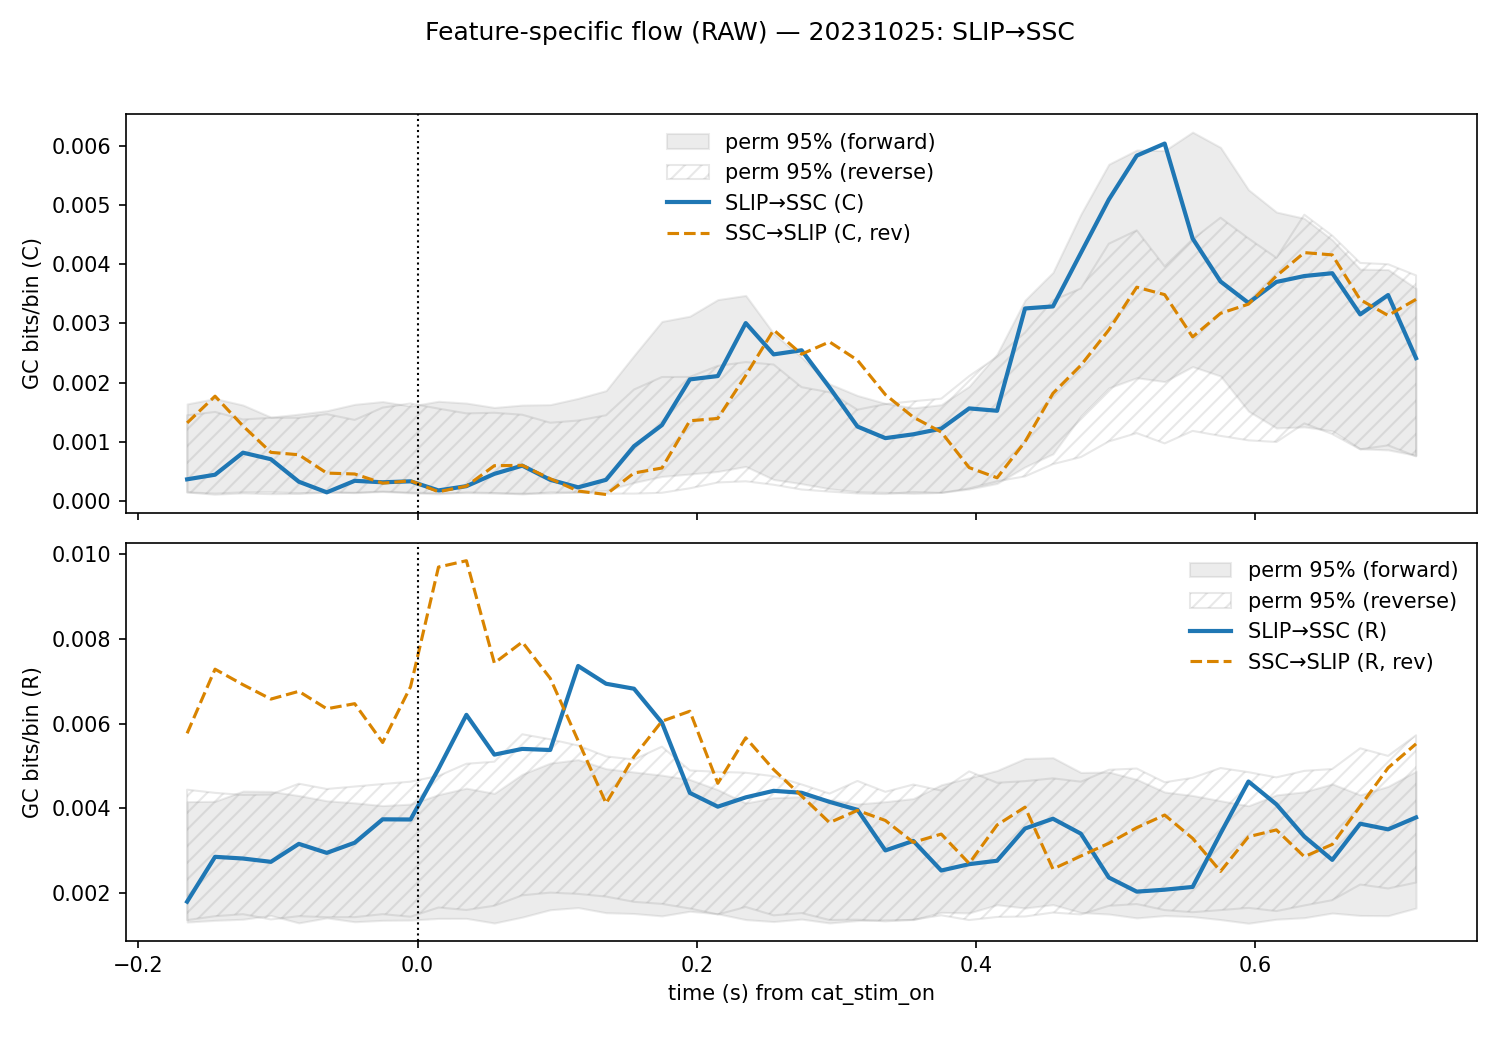 Feature-specific flow (RAW) — 20231025: SLIP→SSC
GC bits/bin (C)
0.006
0.005
0.004
0.003
0.002
0.001
0.000
perm 95% (forward)
perm 95% (reverse)
SLIP→SSC (C)
SSC→SLIP (C, rev)
GC bits/bin (R)
0.010
0.008
0.006
0.004
0.002
perm 95% (forward)
perm 95% (reverse)
SLIP→SSC (R)
SSC→SLIP (R, rev)
−0.2
0.0
0.2
0.4
0.6
time (s) from cat_stim_on